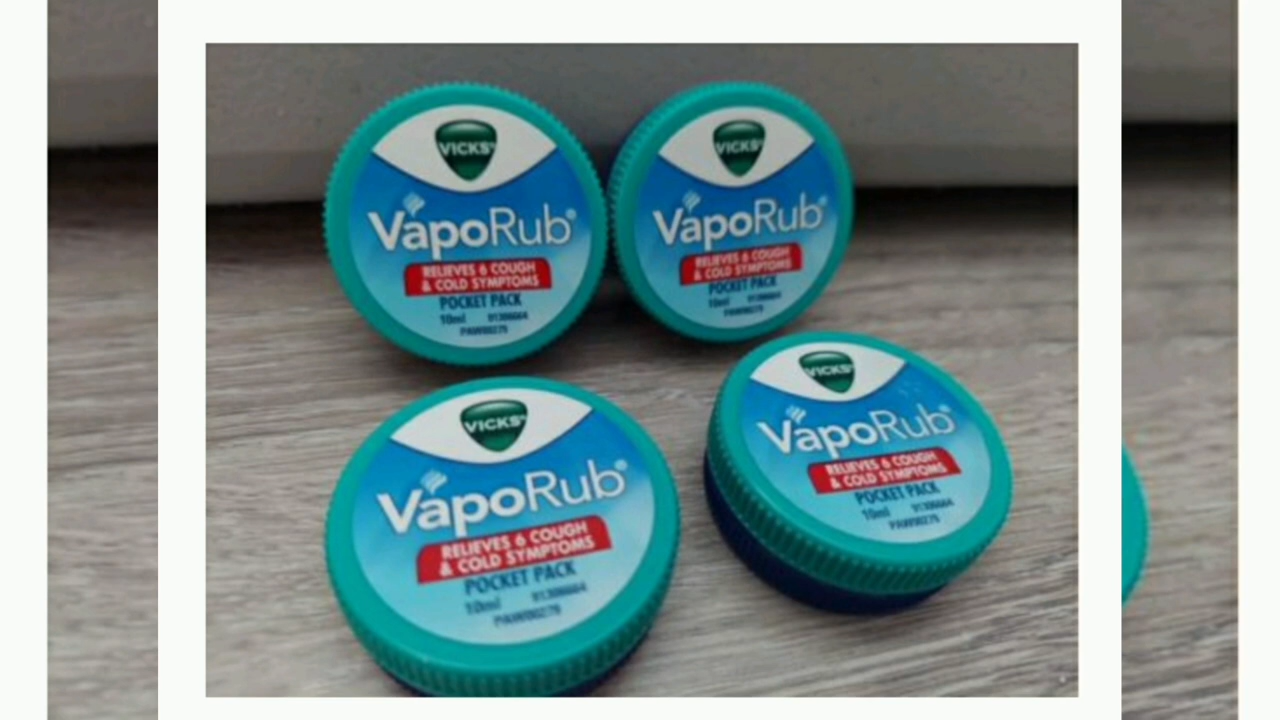 VICKS®
VapoRub®
RELIEVES 6 COUGH
& COLD SYMPTOMS
POCKET PACK
10ml
VICKS®
VapoRub®
RELIEVES 6 COUGH
& COLD SYMPTOMS
POCKET PACK
10ml
VICKS®
VapoRub®
RELIEVES 6 COUGH
& COLD SYMPTOMS
POCKET PACK
10ml
VICKS®
VapoRub®
RELIEVES 6 COUGH
& COLD SYMPTOMS
POCKET PACK
10ml